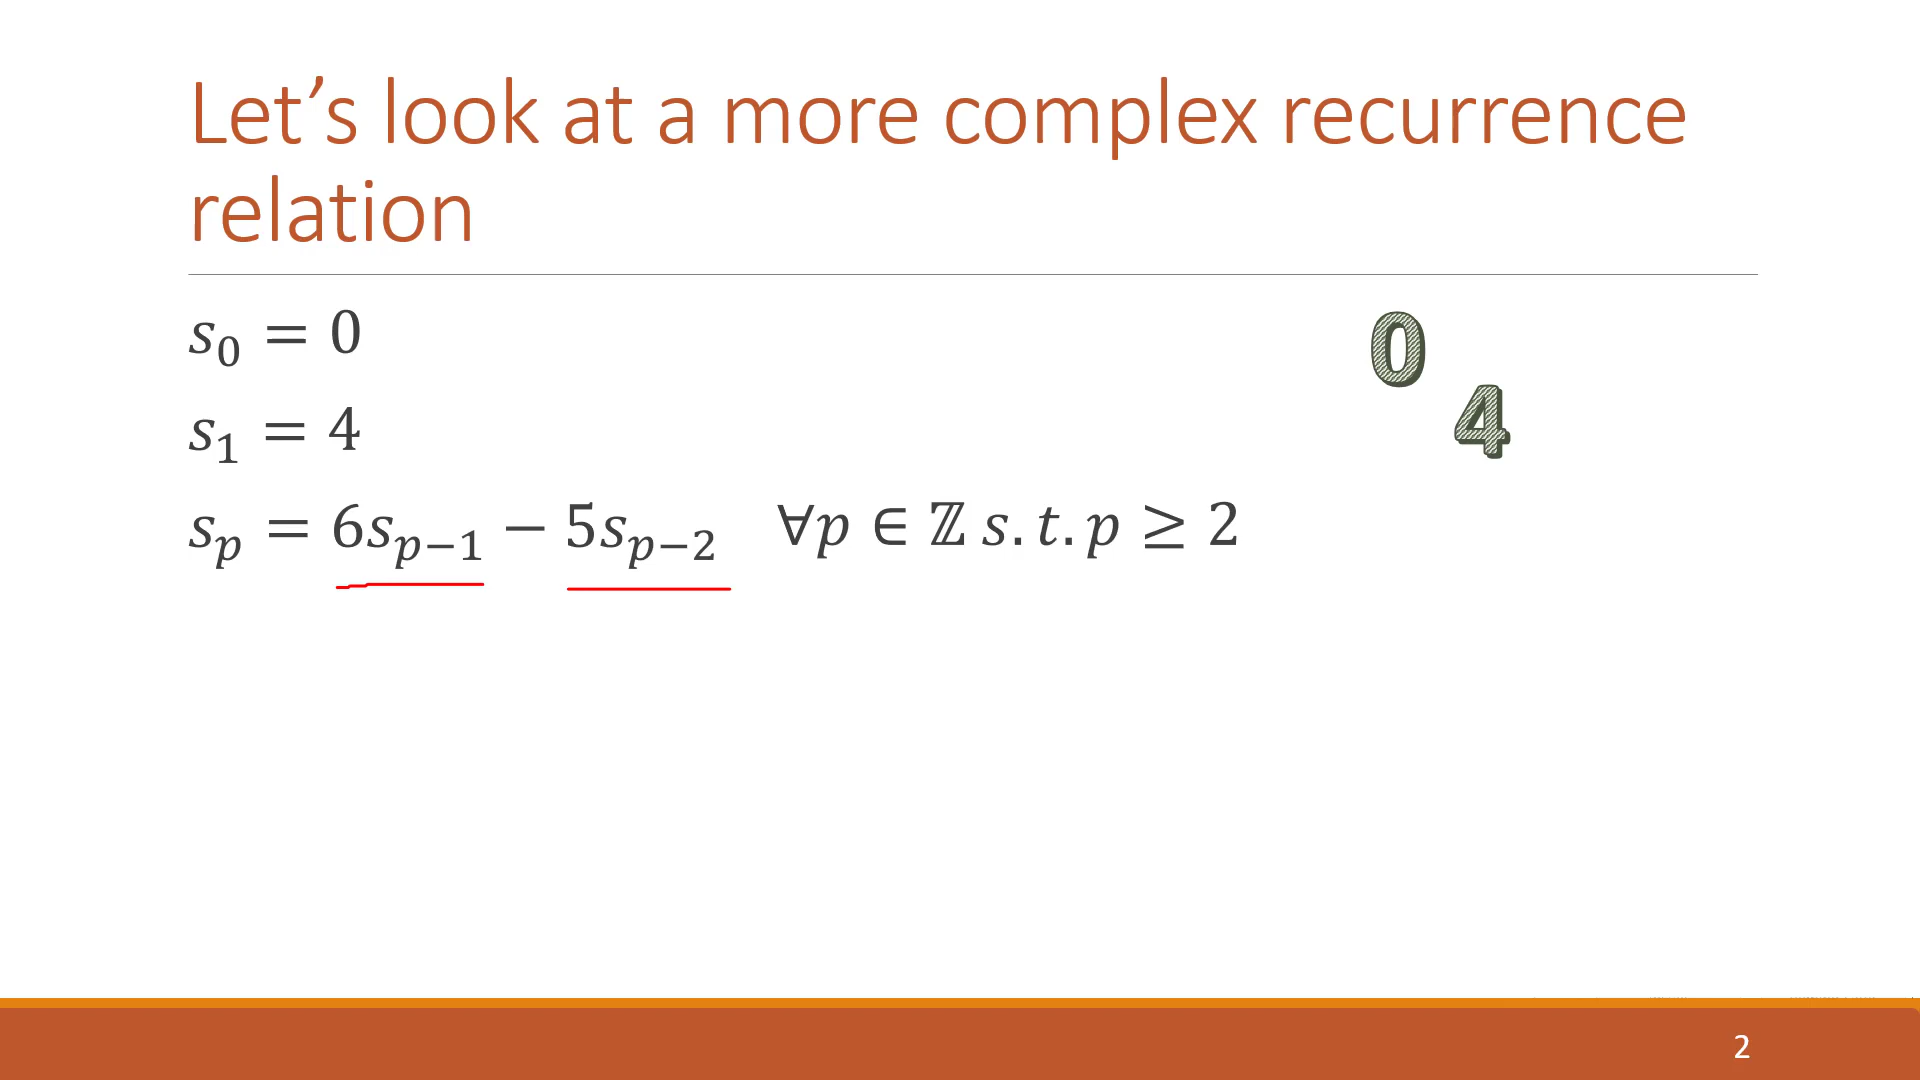 Let’s look at a more complex recurrence
relation
s₀ = 0
0
s₁ = 4
4
sₚ = 6sₚ₋₁ − 5sₚ₋₂ ∀p ∈ ℤ s.t. p ≥ 2
2